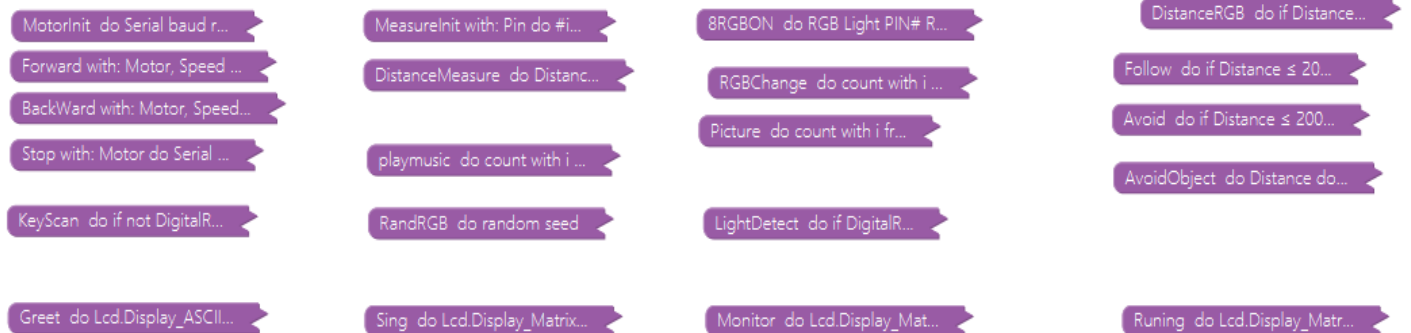 MotorInit do Serial baud r...
Forward with: Motor, Speed ...
BackWard with: Motor, Speed...
Stop with: Motor do Serial ...
KeyScan do if not DigitalR...
Greet do Lcd.Display_ASCII...
MeasureInit with: Pin do #i...
DistanceMeasure do Distanc...
playmusic do count with i ...
RandRGB do random seed
Sing do Lcd.Display_Matrix...
8RGBON do RGB Light PIN# R...
RGBChange do count with i ...
Picture do count with i fr...
LightDetect do if DigitalR...
Monitor do Lcd.Display_Mat...
DistanceRGB do if Distance...
Follow do if Distance ≤ 20...
Avoid do if Distance ≤ 200...
AvoidObject do Distance do...
Runing do Lcd.Display_Matr...